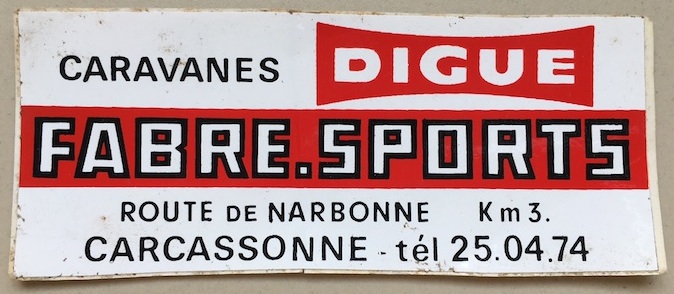 CARAVANES DIGUE
FABRE.SPORTS
ROUTE DE NARBONNE Km 3.
CARCASSONNE - tél 25.04.74